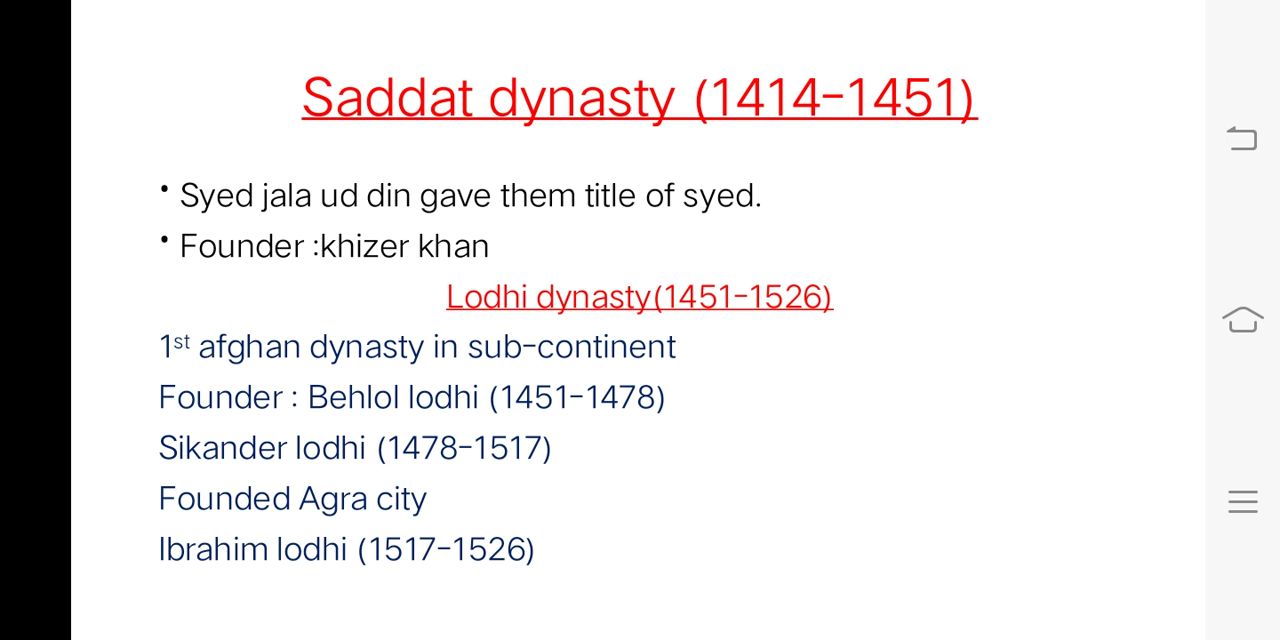 Saddat dynasty (1414-1451)
• Syed jala ud din gave them title of syed.
• Founder :khizer khan
Lodhi dynasty(1451-1526)
1st afghan dynasty in sub-continent
Founder : Behlol lodhi (1451-1478)
Sikander lodhi (1478-1517)
Founded Agra city
Ibrahim lodhi (1517-1526)